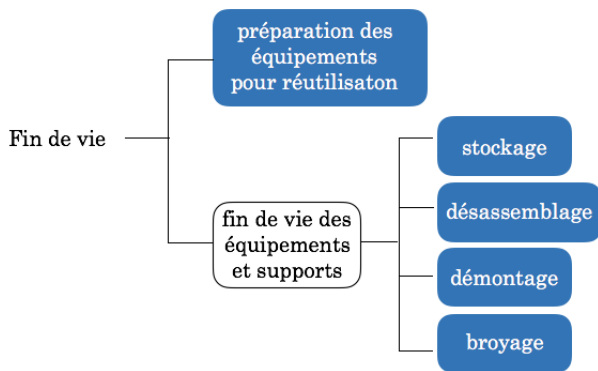 préparation des
équipements
pour réutilisaton
Fin de vie
stockage
fin de vie des
équipements
et supports
désassemblage
démontage
broyage